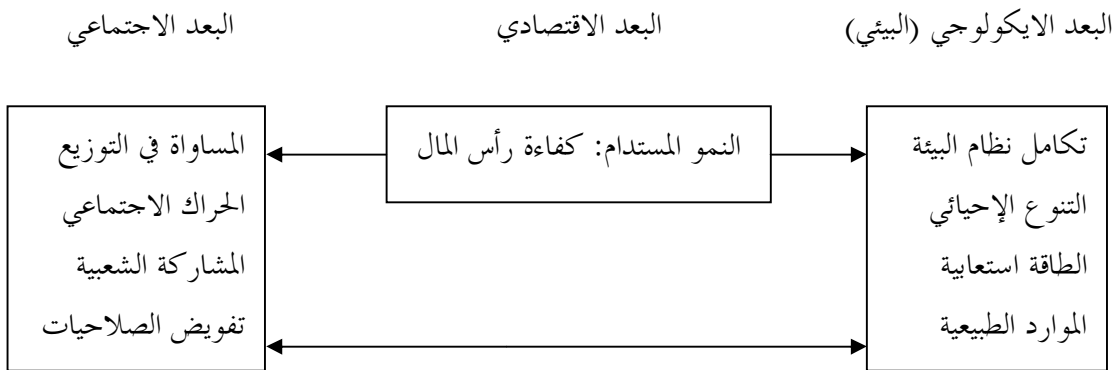 البعد الايكولوجي (البيئي)
البعد الاقتصادي
البعد الاجتماعي
تكامل نظام البيئة
التنوع الإحيائي
الطاقة استعابية
الموارد الطبيعية
النمو المستدام: كفاءة رأس المال
المساواة في التوزيع
الحراك الاجتماعي
المشاركة الشعبية
تفويض الصلاحيات